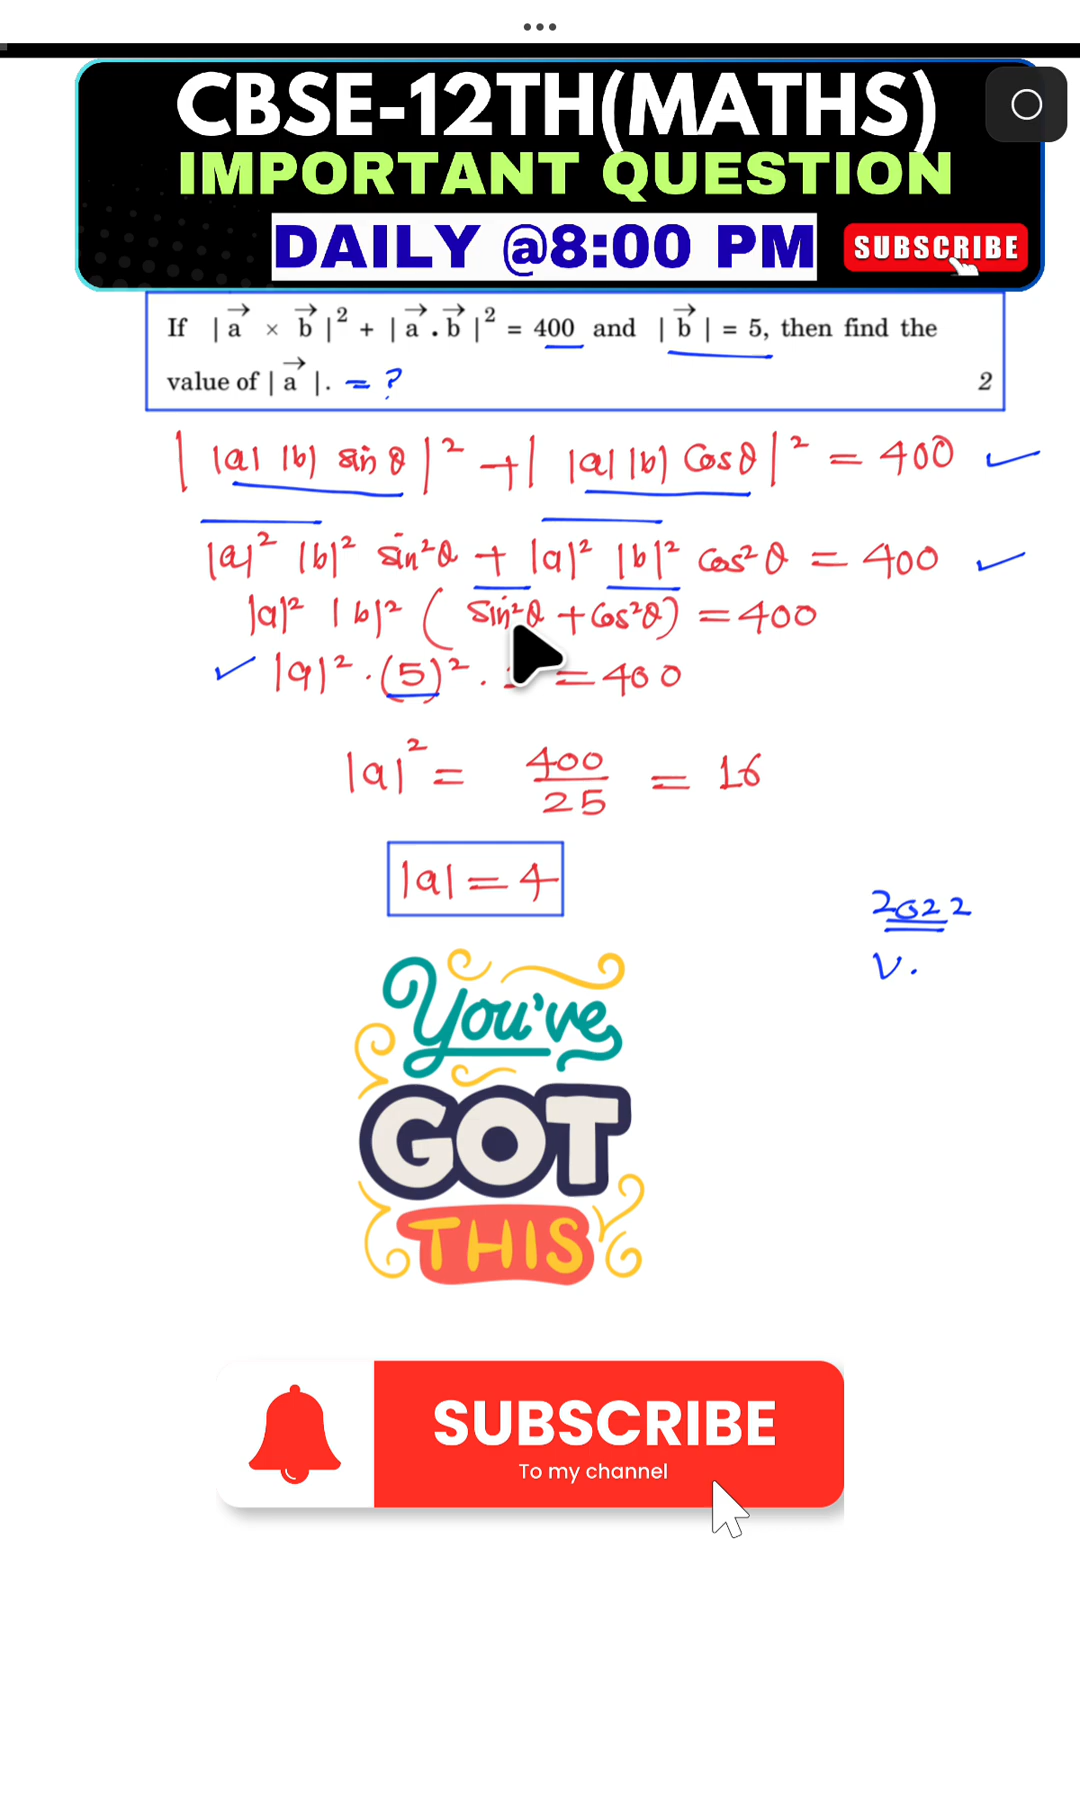 CBSE-12TH(MATHS)
IMPORTANT QUESTION
DAILY @8:00 PM
SUBSCRIBE
If |a⃗ × b⃗|² + |a⃗ . b⃗|² = 400 and |b⃗| = 5, then find the
value of |a⃗|. = ? 2
| |a| |b| sin θ |² + | |a| |b| Cos θ |² = 400 ✓
|a|² |b|² sin²θ + |a|² |b|² cos²θ = 400 ✓
|a|² |b|² ( sin²θ + cos²θ) = 400
✓ |a|² . (5)² . = 400
|a|² = 400/25 = 16
|a| = 4
2022
V.
You've
GOT
THIS
SUBSCRIBE
To my channel